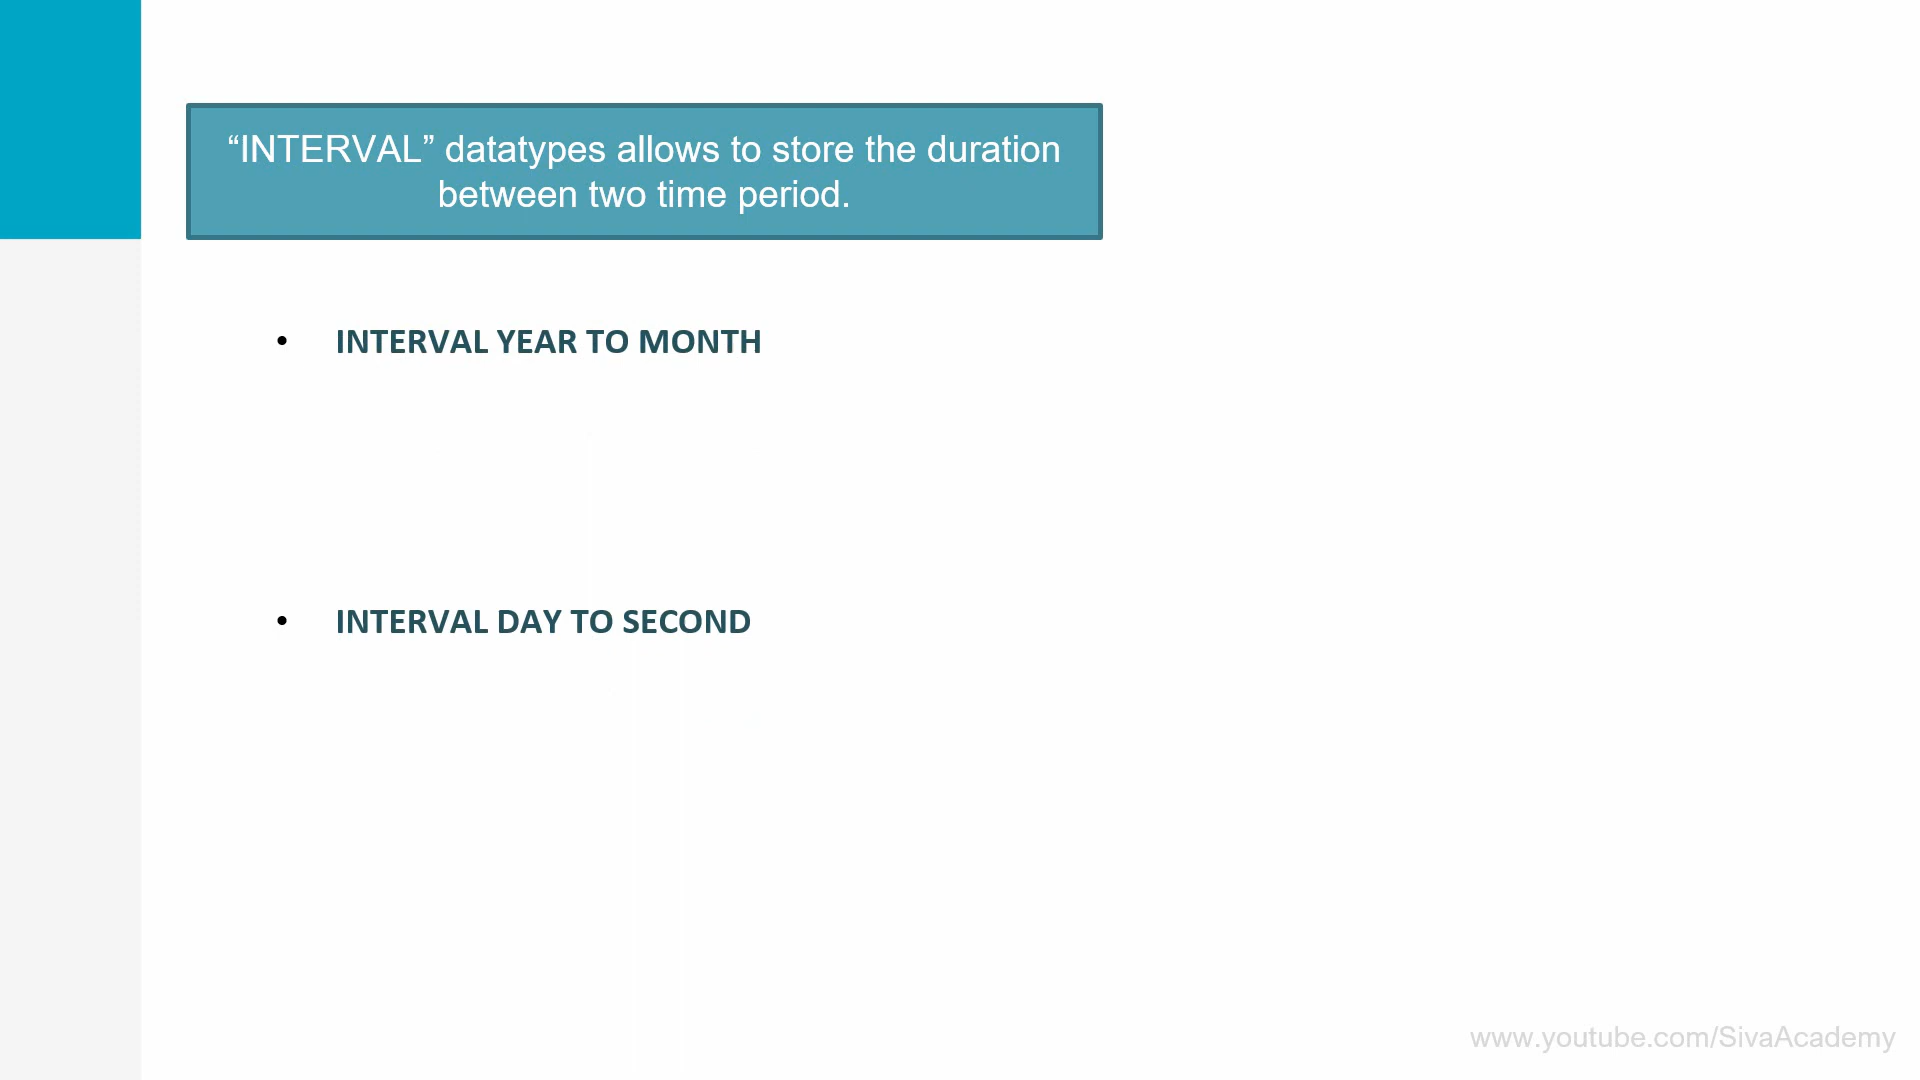 “INTERVAL” datatypes allows to store the duration
between two time period.
• INTERVAL YEAR TO MONTH
• INTERVAL DAY TO SECOND
www.youtube.com/SivaAcademy